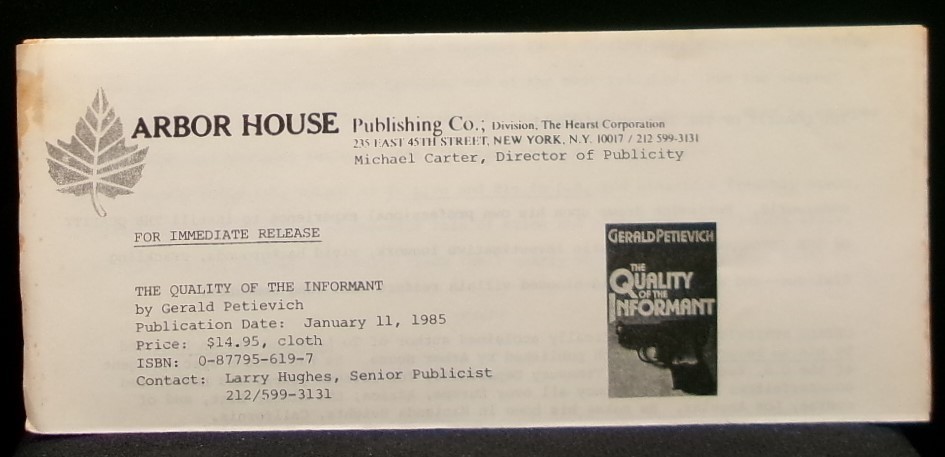 ARBOR HOUSE Publishing Co.; Division, The Hearst Corporation
235 EAST 45TH STREET, NEW YORK, N.Y. 10017 / 212 599-3131
Michael Carter, Director of Publicity
FOR IMMEDIATE RELEASE
THE QUALITY OF THE INFORMANT
by Gerald Petievich
Publication Date: January 11, 1985
Price: $14.95, cloth
ISBN: 0-87795-619-7
Contact: Larry Hughes, Senior Publicist
212/599-3131
GERALD PETIEVICH
THE
QUALITY
OF THE
INFORMANT